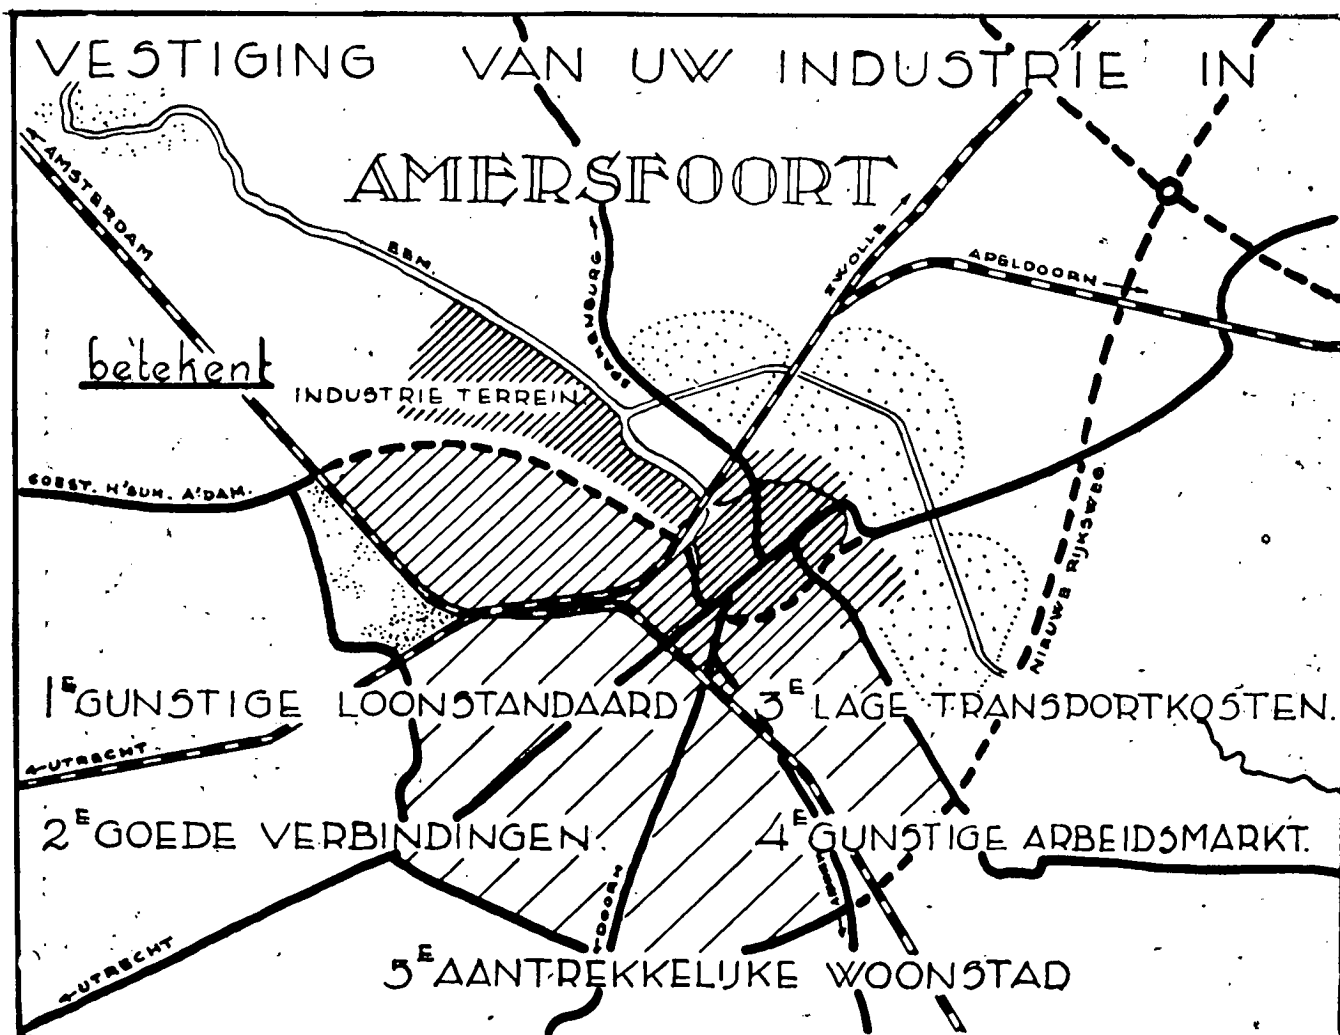 VESTIGING VAN UW INDUSTRIE IN
AMERSFOORT
AMSTERDAM
EEM.
SPAKENBURG
ZWOLLE
APELDOORN
betekent
INDUSTRIE TERREIN.
SOEST. H'SUM. A'DAM.
NIEUWE RIJKSWEG.
1E GUNSTIGE LOONSTANDAARD
3E LAGE TRANSPORTKOSTEN.
UTRECHT
2E GOEDE VERBINDINGEN.
4E GUNSTIGE ARBEIDSMARKT.
DOORN
UTRECHT
5E AANTREKKELIJKE WOONSTAD